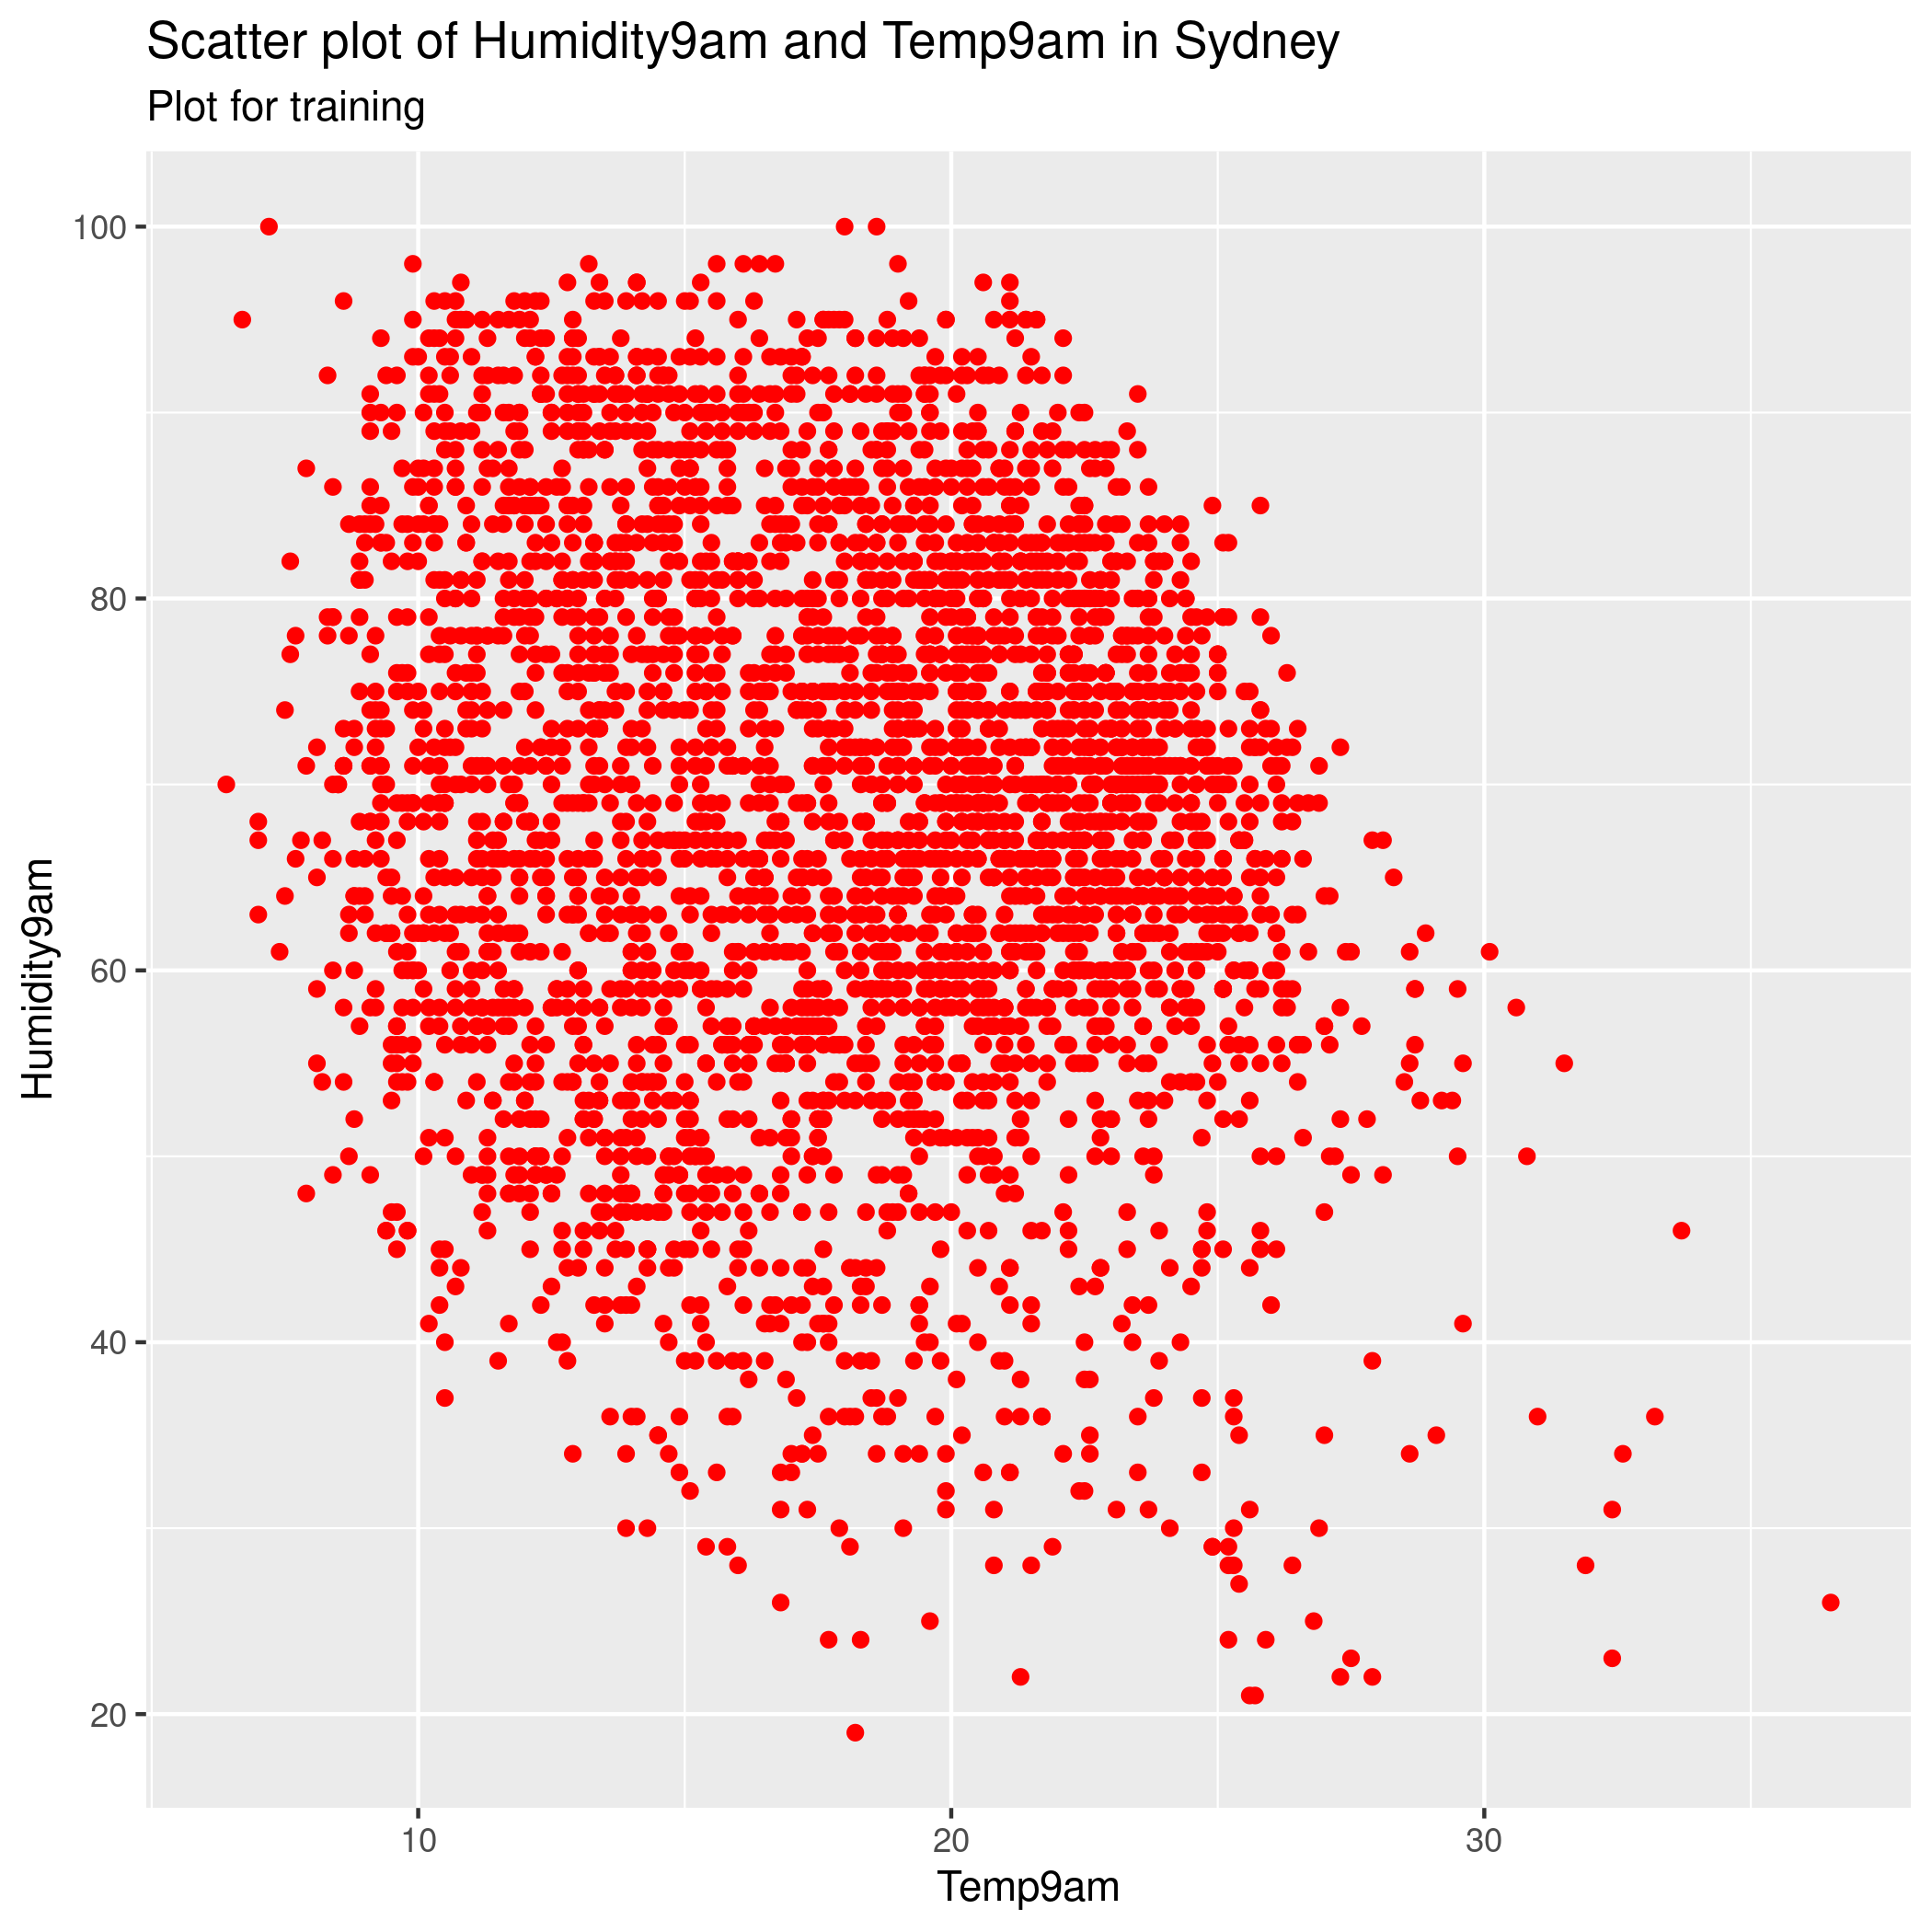 Scatter plot of Humidity9am and Temp9am in Sydney
Plot for training
100
80
60
40
20
Humidity9am
10 20 30
Temp9am